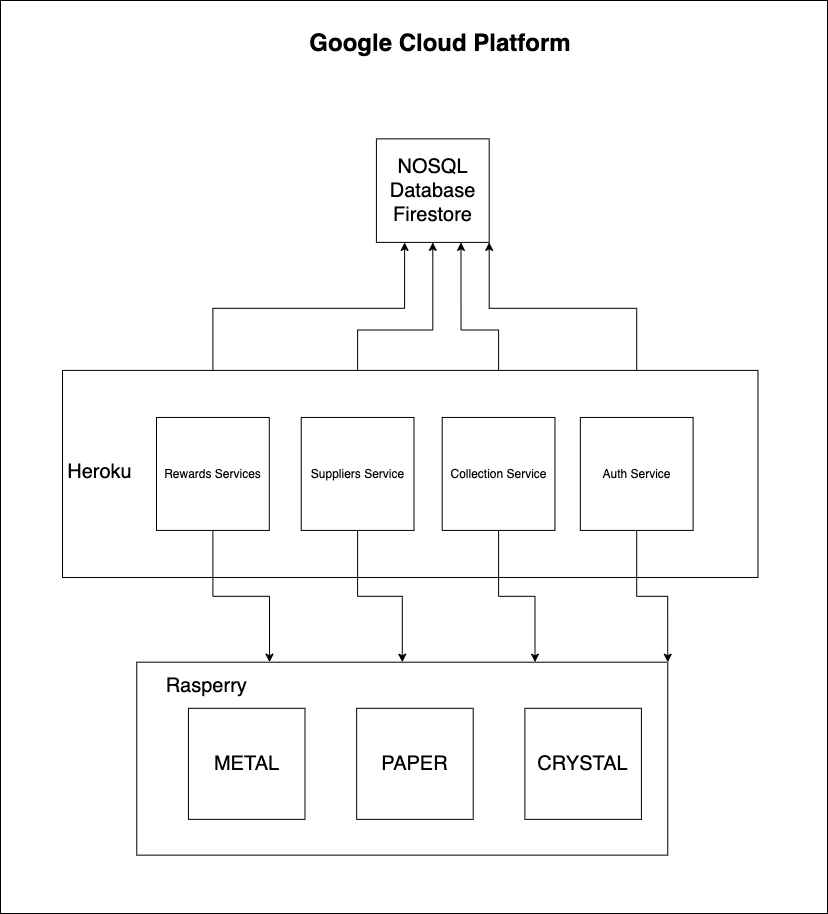 Google Cloud Platform
NOSQL
Database
Firestore
Heroku
Rewards Services
Suppliers Service
Collection Service
Auth Service
Rasperry
METAL
PAPER
CRYSTAL